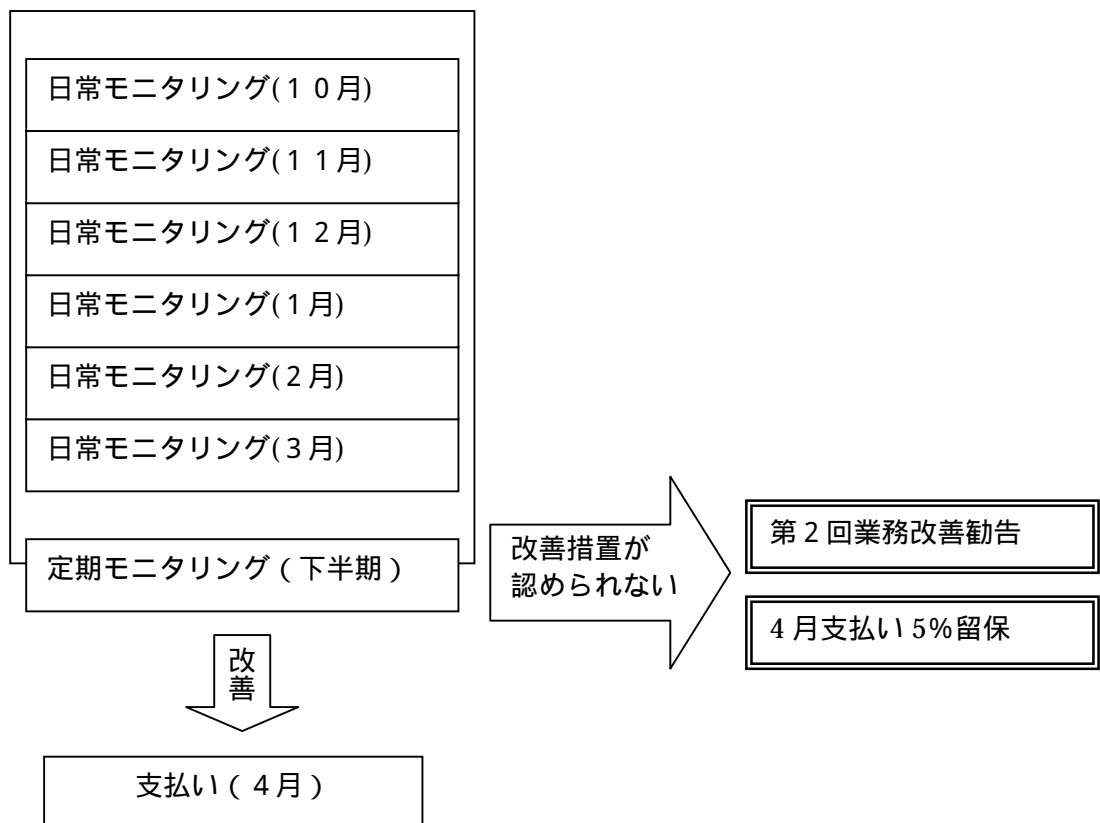 日常モニタリング(10月)
日常モニタリング(11月)
日常モニタリング(12月)
日常モニタリング(1月)
日常モニタリング(2月)
日常モニタリング(3月)
定期モニタリング(下半期)
改善措置が
認められない
第2回業務改善勧告
4月支払い5%留保
改善
支払い(4月)